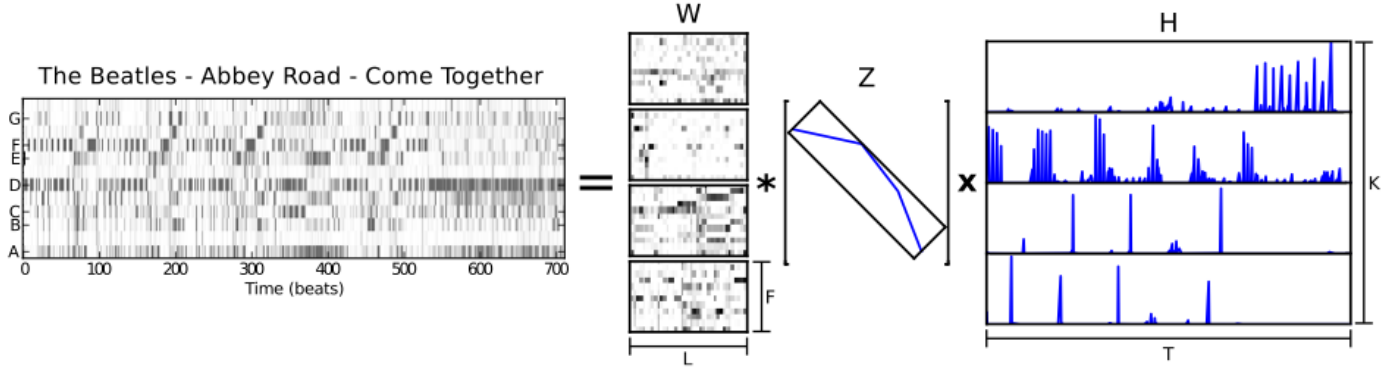 The Beatles - Abbey Road - Come Together
G
F
E
D
C
B
A
0 100 200 300 400 500 600 700
Time (beats)
=
W
F
L
*
Z
x
H
K
T